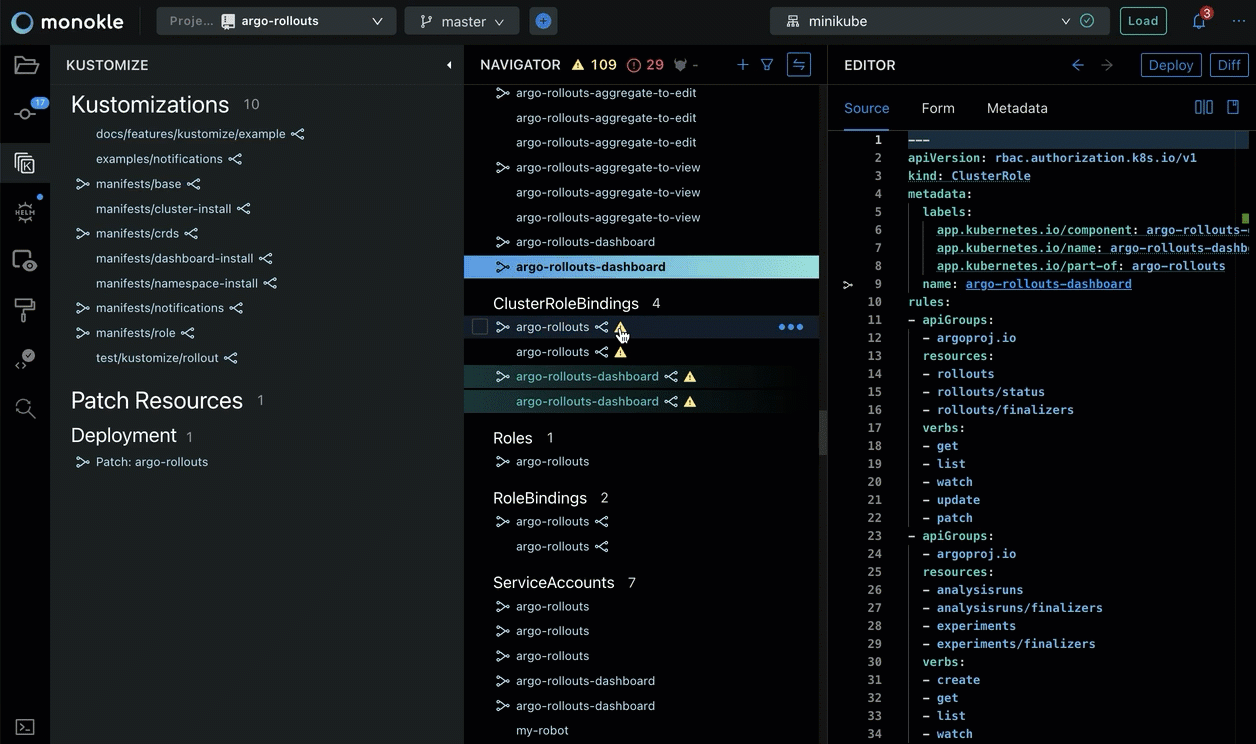 monokle
Proje... argo-rollouts
master
minikube
Load
3
KUSTOMIZE
17
HELM
Kustomizations 10
docs/features/kustomize/example
examples/notifications
manifests/base
manifests/cluster-install
manifests/crds
manifests/dashboard-install
manifests/namespace-install
manifests/notifications
manifests/role
test/kustomize/rollout
Patch Resources 1
Deployment 1
Patch: argo-rollouts
NAVIGATOR 109 29 -
argo-rollouts-aggregate-to-edit
argo-rollouts-aggregate-to-edit
argo-rollouts-aggregate-to-edit
argo-rollouts-aggregate-to-view
argo-rollouts-aggregate-to-view
argo-rollouts-aggregate-to-view
argo-rollouts-dashboard
argo-rollouts-dashboard
ClusterRoleBindings 4
argo-rollouts
argo-rollouts
argo-rollouts-dashboard
argo-rollouts-dashboard
Roles 1
argo-rollouts
RoleBindings 2
argo-rollouts
argo-rollouts
ServiceAccounts 7
argo-rollouts
argo-rollouts
argo-rollouts
argo-rollouts-dashboard
argo-rollouts-dashboard
my-robot
EDITOR
Deploy
Diff
Source Form Metadata
1 ---
2 apiVersion: rbac.authorization.k8s.io/v1
3 kind: ClusterRole
4 metadata:
5 labels:
6 app.kubernetes.io/component: argo-rollouts-
7 app.kubernetes.io/name: argo-rollouts-dashb
8 app.kubernetes.io/part-of: argo-rollouts
9 name: argo-rollouts-dashboard
10 rules:
11 - apiGroups:
12 - argoproj.io
13 resources:
14 - rollouts
15 - rollouts/status
16 - rollouts/finalizers
17 verbs:
18 - get
19 - list
20 - watch
21 - update
22 - patch
23 - apiGroups:
24 - argoproj.io
25 resources:
26 - analysisruns
27 - analysisruns/finalizers
28 - experiments
29 - experiments/finalizers
30 verbs:
31 - create
32 - get
33 - list
34 - watch